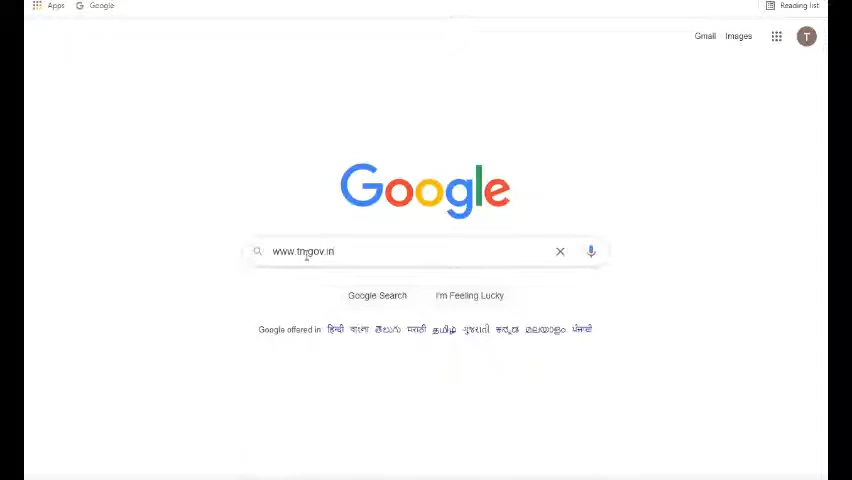 Apps Google Reading list
Gmail Images T
Google
www.tn.gov.in
Google Search I'm Feeling Lucky
Google offered in हिन्दी বাংলা తెలుగు मराठी தமிழ் ગુજરાતી ಕನ್ನಡ മലയാളം ਪੰਜਾਬੀ